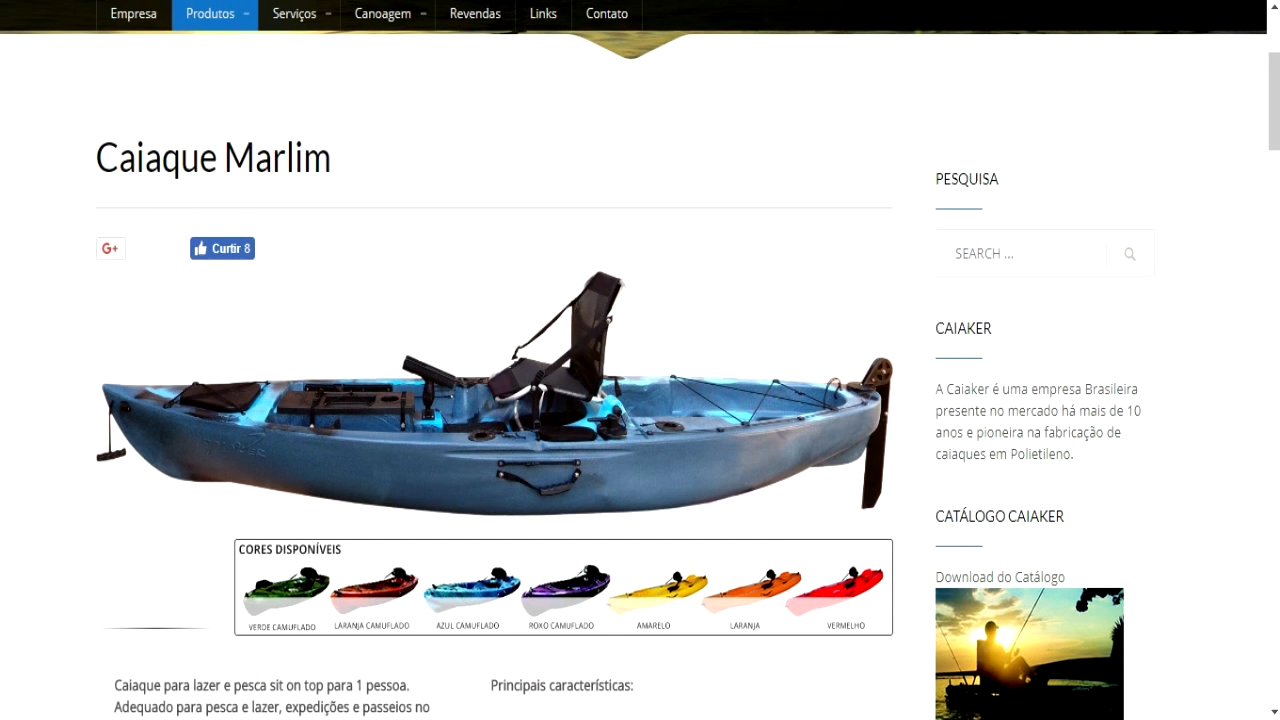 Empresa Produtos Serviços Canoagem Revendas Links Contato
Caiaque Marlim
G+ Curtir 8
CORES DISPONÍVEIS
VERDE CAMUFLADO LARANJA CAMUFLADO AZUL CAMUFLADO ROXO CAMUFLADO AMARELO LARANJA VERMELHO
Caiaque para lazer e pesca sit on top para 1 pessoa.
Adequado para pesca e lazer, expedições e passeios no
Principais características:
PESQUISA
SEARCH ...
CAIAKER
A Caiaker é uma empresa Brasileira
presente no mercado há mais de 10
anos e pioneira na fabricação de
caiaques em Polietileno.
CATÁLOGO CAIAKER
Download do Catálogo